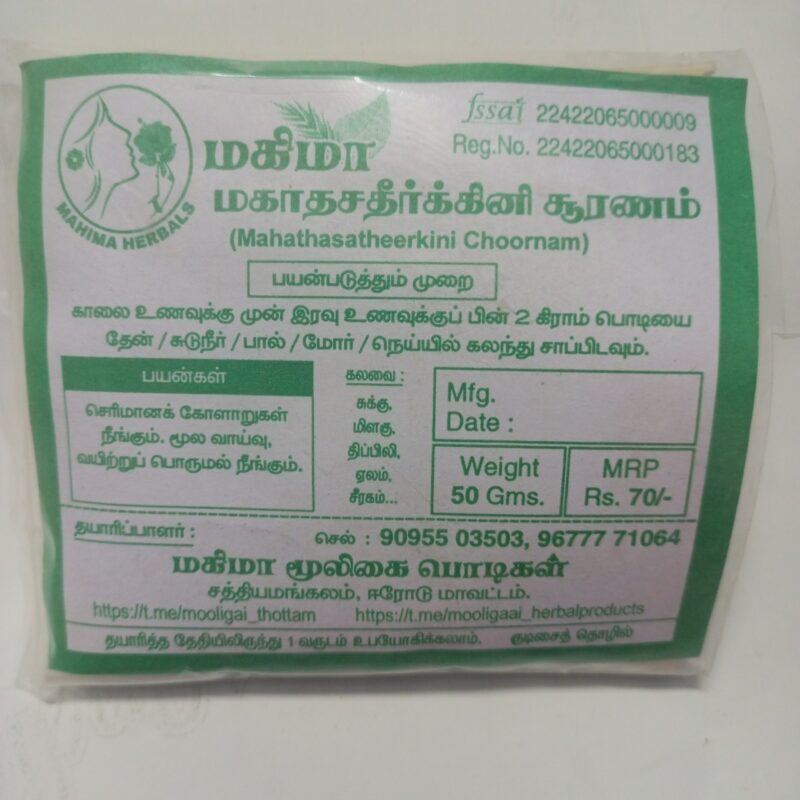 fssai 22422065000009
Reg.No. 22422065000183
MAHIMA HERBALS
மகிமா
மகாதசதீர்க்கினி சூரணம்
(Mahathasatheerkini Choornam)
பயன்படுத்தும் முறை
காலை உணவுக்கு முன் இரவு உணவுக்குப் பின் 2 கிராம் பொடியை
தேன் / சுடுநீர் / பால் / மோர் / நெய்யில் கலந்து சாப்பிடவும்.
பயன்கள்
செரிமானக் கோளாறுகள்
நீங்கும். மூல வாய்வு,
வயிற்றுப் பொருமல் நீங்கும்.
கலவை :
சுக்கு,
மிளகு,
திப்பிலி,
ஏலம்,
சீரகம்...
Mfg.
Date :
Weight
50 Gms.
MRP
Rs. 70/-
தயாரிப்பாளர் :
செல் : 90955 03503, 96777 71064
மகிமா மூலிகை பொடிகள்
சத்தியமங்கலம், ஈரோடு மாவட்டம்.
https://t.me/mooligai_thottam https://t.me/mooligaai_herbalproducts
தயாரித்த தேதியிலிருந்து 1 வருடம் உபயோகிக்கலாம். குடிசைத் தொழில்